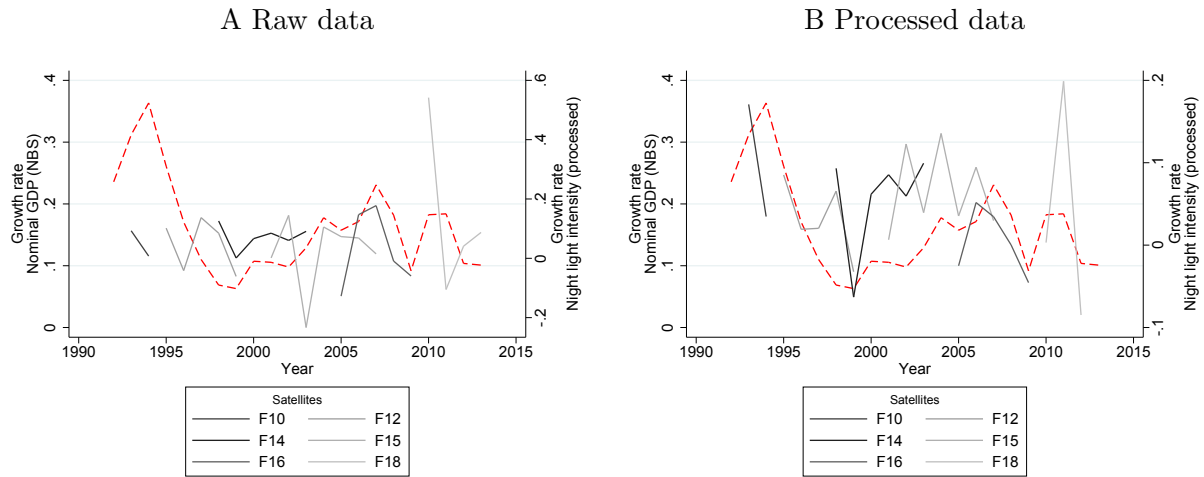 A Raw data
Growth rate
Nominal GDP (NBS)
0 .1 .2 .3 .4
-.2 0 .2 .4 .6
Growth rate
Night light intensity (processed)
1990 1995 2000 2005 2010 2015
Year
Satellites
F10 F12
F14 F15
F16 F18
B Processed data
Growth rate
Nominal GDP (NBS)
0 .1 .2 .3 .4
-.1 0 .1 .2
Growth rate
Night light intensity (processed)
1990 1995 2000 2005 2010 2015
Year
Satellites
F10 F12
F14 F15
F16 F18